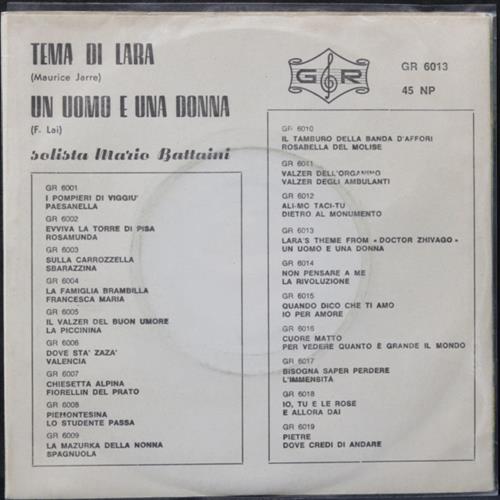 TEMA DI LARA
(Maurice Jarre)
UN UOMO E UNA DONNA
(F. Lai)
solista Mario Battaini
G R
GR 6013
45 NP
GR 6001
I POMPIERI DI VIGGIU'
PAESANELLA
GR 6002
EVVIVA LA TORRE DI PISA
ROSAMUNDA
GR 6003
SULLA CARROZZELLA
SBARAZZINA
GR 6004
LA FAMIGLIA BRAMBILLA
FRANCESCA MARIA
GR 6005
IL VALZER DEL BUON UMORE
LA PICCININA
GR 6006
DOVE STA' ZAZA'
VALENCIA
GR 6007
CHIESETTA ALPINA
FIORELLIN DEL PRATO
GR 6008
PIEMONTESINA
LO STUDENTE PASSA
GR 6009
LA MAZURKA DELLA NONNA
SPAGNUOLA
GR 6010
IL TAMBURO DELLA BANDA D'AFFORI
ROSABELLA DEL MOLISE
GR 6011
VALZER DELL'ORGANINO
VALZER DEGLI AMBULANTI
GR 6012
ALI-MC TACI-TU
DIETRO AL MONUMENTO
GR 6013
LARA'S THEME FROM « DOCTOR ZHIVAGO »
UN UOMO E UNA DONNA
GR 6014
NON PENSARE A ME
LA RIVOLUZIONE
GR 6015
QUANDO DICO CHE TI AMO
IO PER AMORE
GR 6016
CUORE MATTO
PER VEDERE QUANTO È GRANDE IL MONDO
GR 6017
BISOGNA SAPER PERDERE
L'IMMENSITÀ
GR 6018
IO, TU E LE ROSE
E ALLORA DAI
GR 6019
PIETRE
DOVE CREDI DI ANDARE